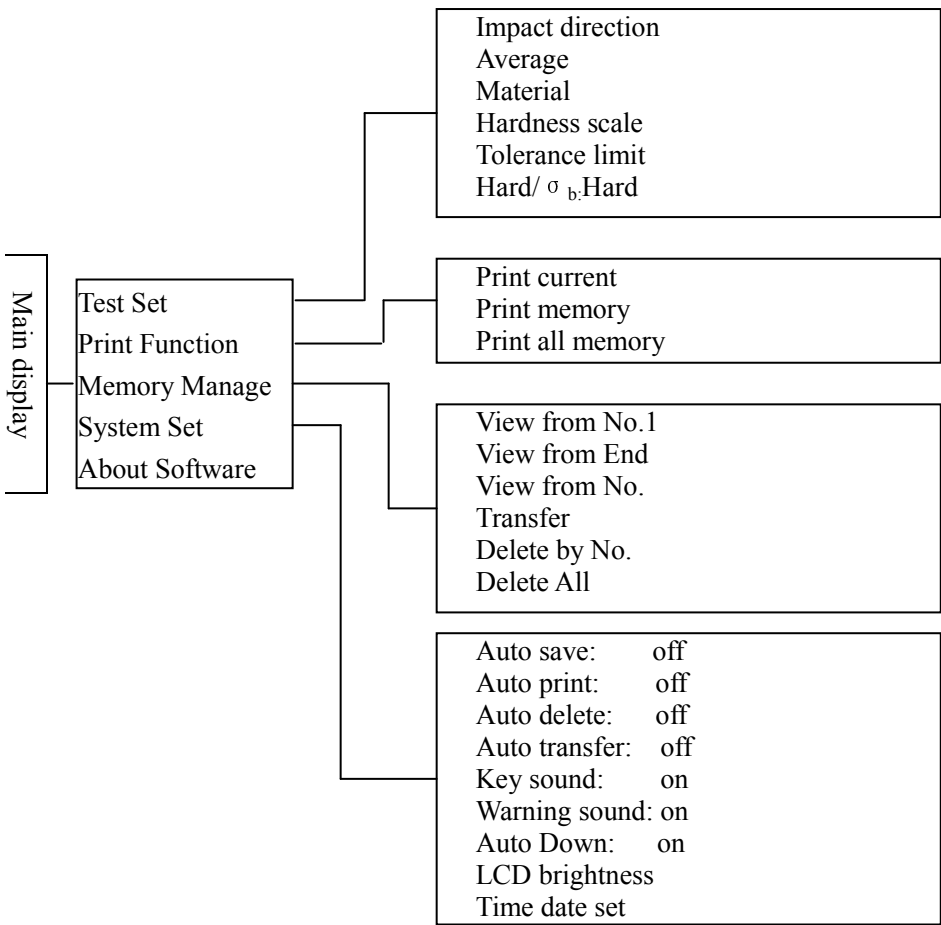 Main display
Test Set
Print Function
Memory Manage
System Set
About Software
Impact direction
Average
Material
Hardness scale
Tolerance limit
Hard/ σ b:Hard
Print current
Print memory
Print all memory
View from No.1
View from End
View from No.
Transfer
Delete by No.
Delete All
Auto save: off
Auto print: off
Auto delete: off
Auto transfer: off
Key sound: on
Warning sound: on
Auto Down: on
LCD brightness
Time date set